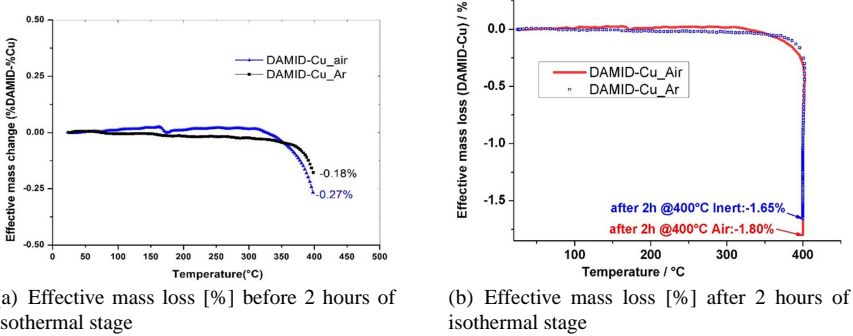 Effective mass change (%DAMID-%Cu)
0.50
0.25
0.00
-0.25
-0.50
DAMID-Cu_air
DAMID-Cu_Ar
-0.18%
-0.27%
0 50 100 150 200 250 300 350 400 450 500
Temperature(°C)
(a) Effective mass loss [%] before 2 hours of
isothermal stage
Effective mass loss (DAMID-Cu) / %
0.0
-0.5
-1.0
-1.5
DAMID-Cu_Air
DAMID-Cu_Ar
after 2h @400°C Inert:-1.65%
after 2h @400°C Air:-1.80%
100 200 300 400
Temperature / °C
(b) Effective mass loss [%] after 2 hours of
isothermal stage